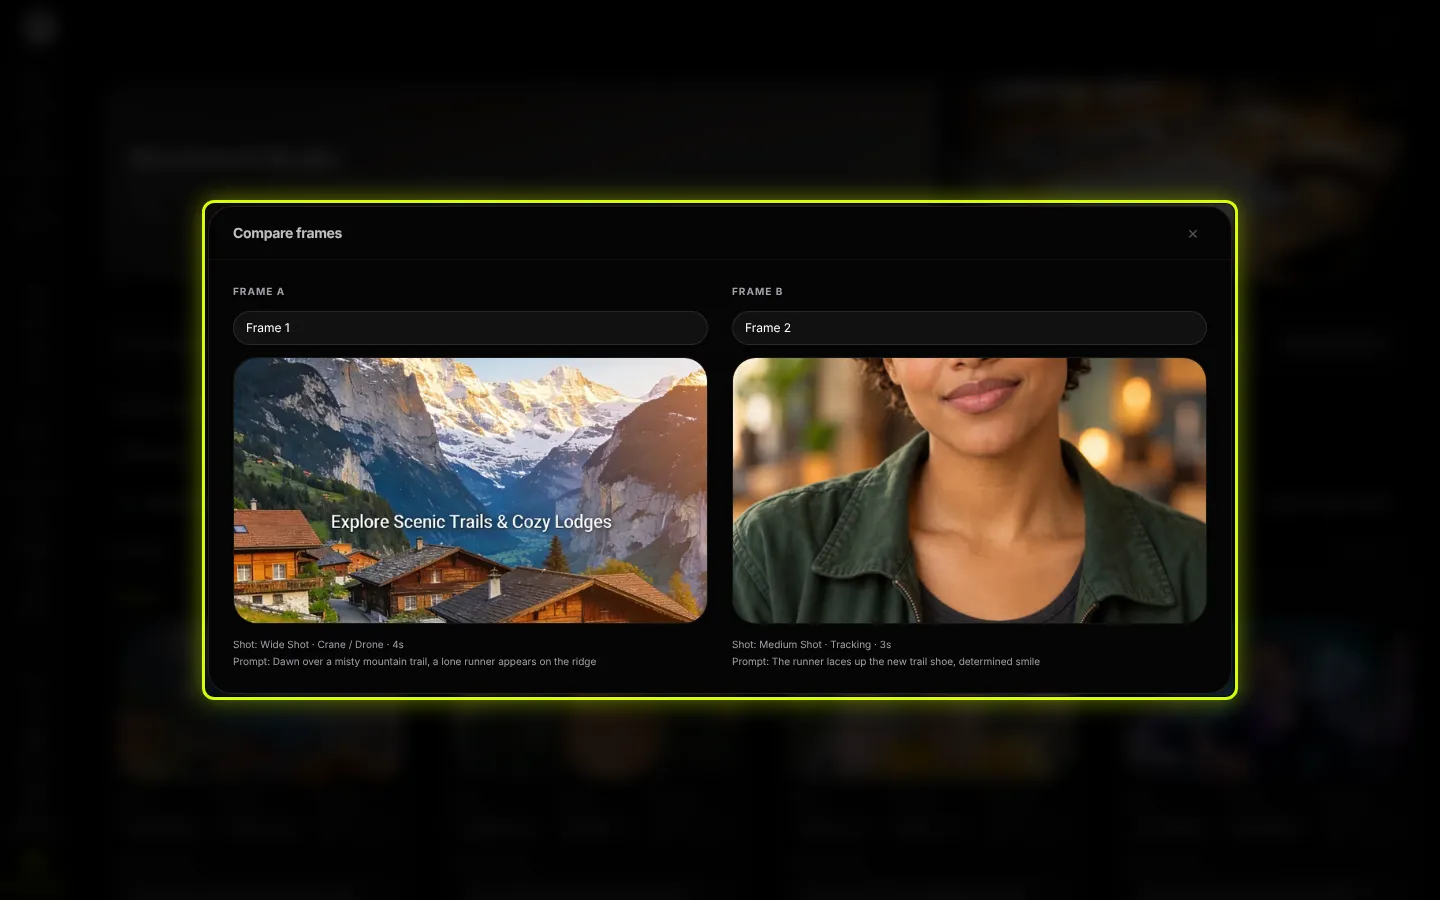 Compare frames
FRAME A
Frame 1
Explore Scenic Trails & Cozy Lodges
Shot: Wide Shot · Crane / Drone · 4s
Prompt: Dawn over a misty mountain trail, a lone runner appears on the ridge
FRAME B
Frame 2
Shot: Medium Shot · Tracking · 3s
Prompt: The runner laces up the new trail shoe, determined smile